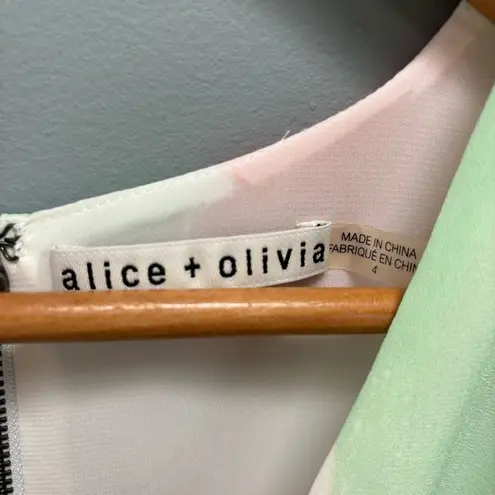 alice + olivia
MADE IN CHINA
FABRIQUÉ EN CHIN
4